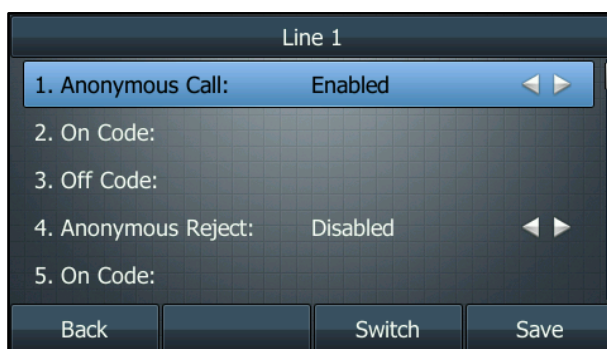 Line 1
1. Anonymous Call: Enabled
2. On Code:
3. Off Code:
4. Anonymous Reject: Disabled
5. On Code:
Back Switch Save